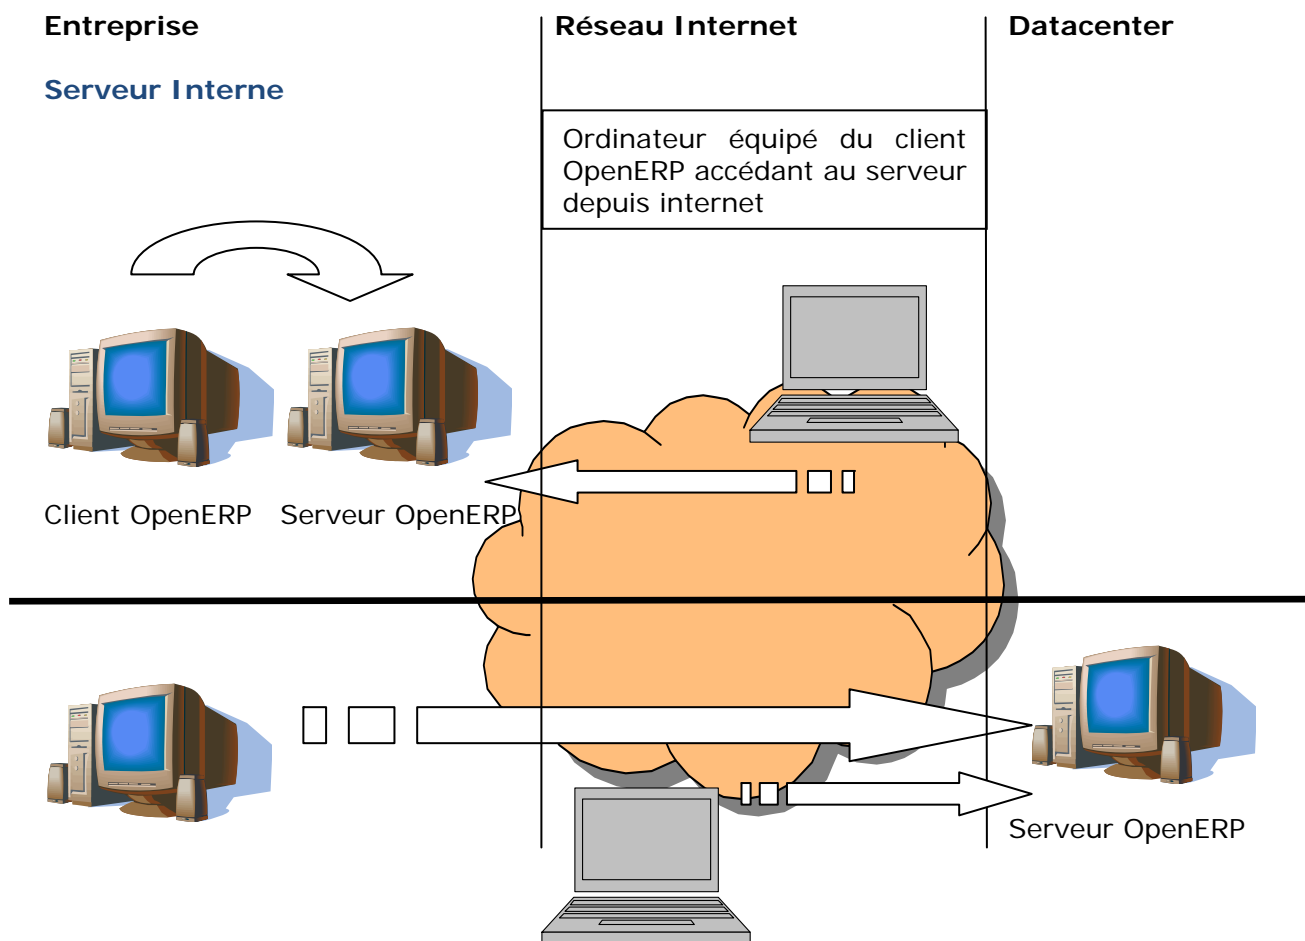 Entreprise
Réseau Internet
Datacenter
Serveur Interne
Ordinateur équipé du client
OpenERP accédant au serveur
depuis internet
Client OpenERP
Serveur OpenERP
Serveur OpenERP